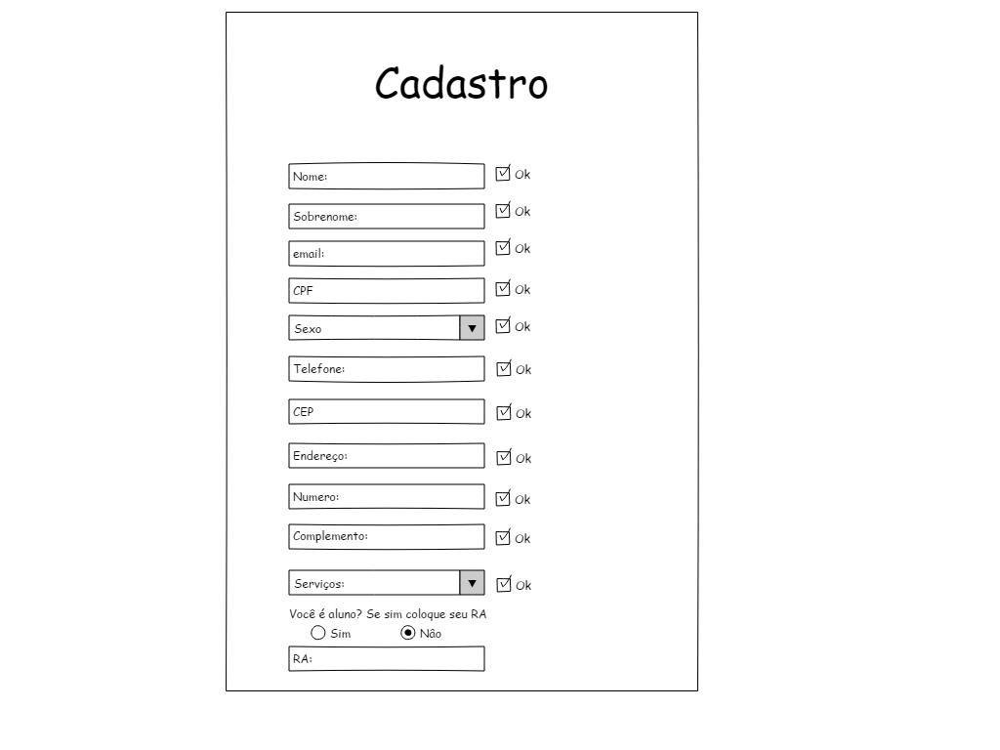 Cadastro
Nome: Ok
Sobrenome: Ok
email: Ok
CPF Ok
Sexo Ok
Telefone: Ok
CEP Ok
Endereço: Ok
Numero: Ok
Complemento: Ok
Serviços: Ok
Você é aluno? Se sim coloque seu RA
Sim Nâo
RA: